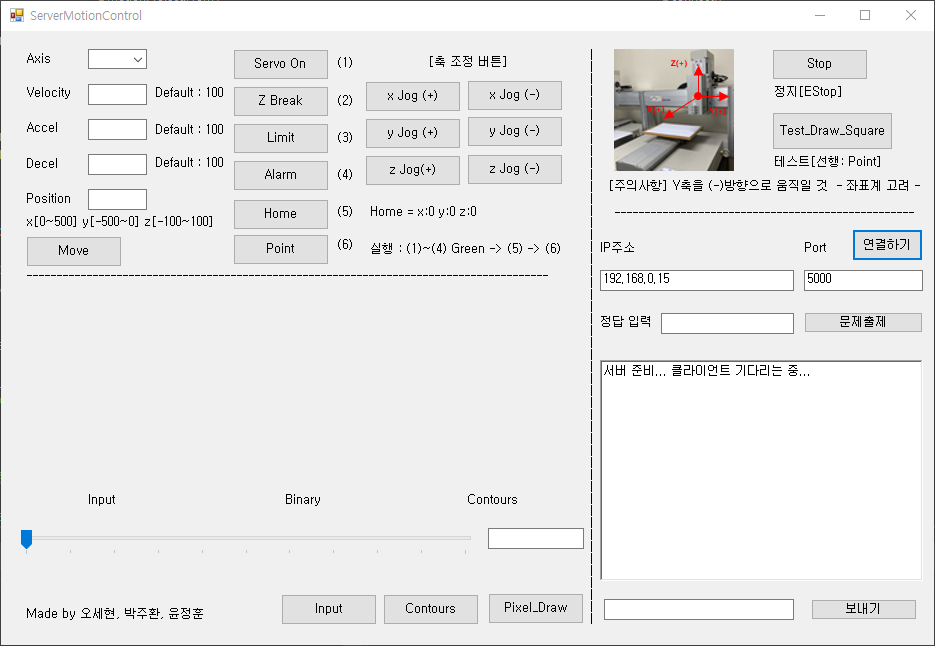 ServerMotionControl
Axis
Velocity
Default : 100
Accel
Default : 100
Decel
Default : 100
Position
x[0~500] y[-500~0] z[-100~100]
Move
Servo On
(1)
Z Break
(2)
Limit
(3)
Alarm
(4)
Home
(5)
Point
(6)
[축 조정 버튼]
x Jog (+)
x Jog (-)
y Jog (+)
y Jog (-)
z Jog(+)
z Jog (-)
Home = x:0 y:0 z:0
실행 : (1)~(4) Green -> (5) -> (6)
Input
Binary
Contours
Made by 오세현, 박주환, 윤정훈
Input
Contours
Pixel_Draw
Z(+)
Stop
정지[EStop]
Test_Draw_Square
테스트[선행: Point]
[주의사항] Y축을 (-)방향으로 움직일 것 - 좌표계 고려 -
IP주소
Port
연결하기
192.168.0.15
5000
정답 입력
문제출제
서버 준비... 클라이언트 기다리는 중...
보내기